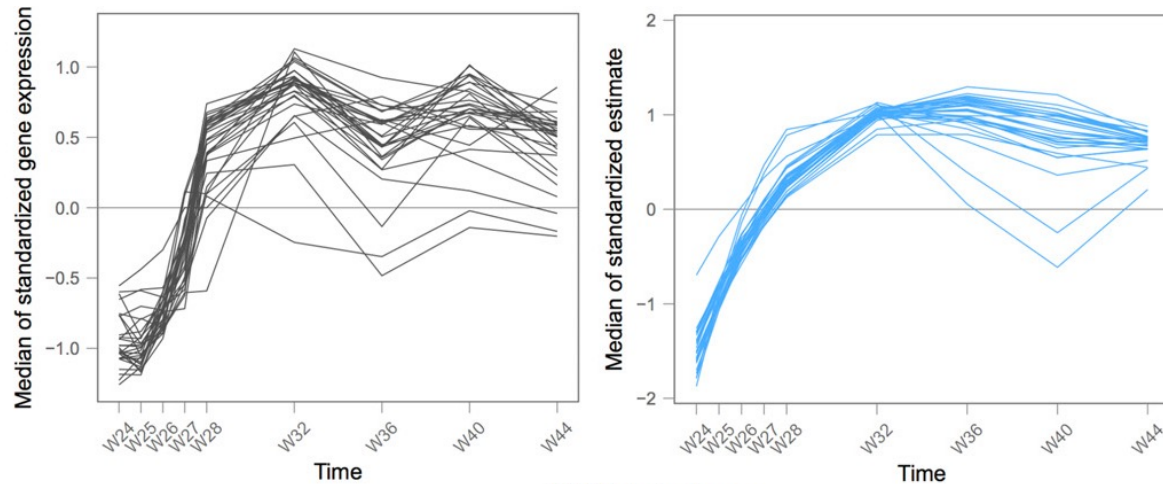 Median of standardized gene expression
1.0
0.5
0.0
−0.5
−1.0
W24
W25
W26
W27
W28
W32
W36
W40
W44
Time
Median of standardized estimate
2
1
0
−1
−2
W24
W25
W26
W27
W28
W32
W36
W40
W44
Time